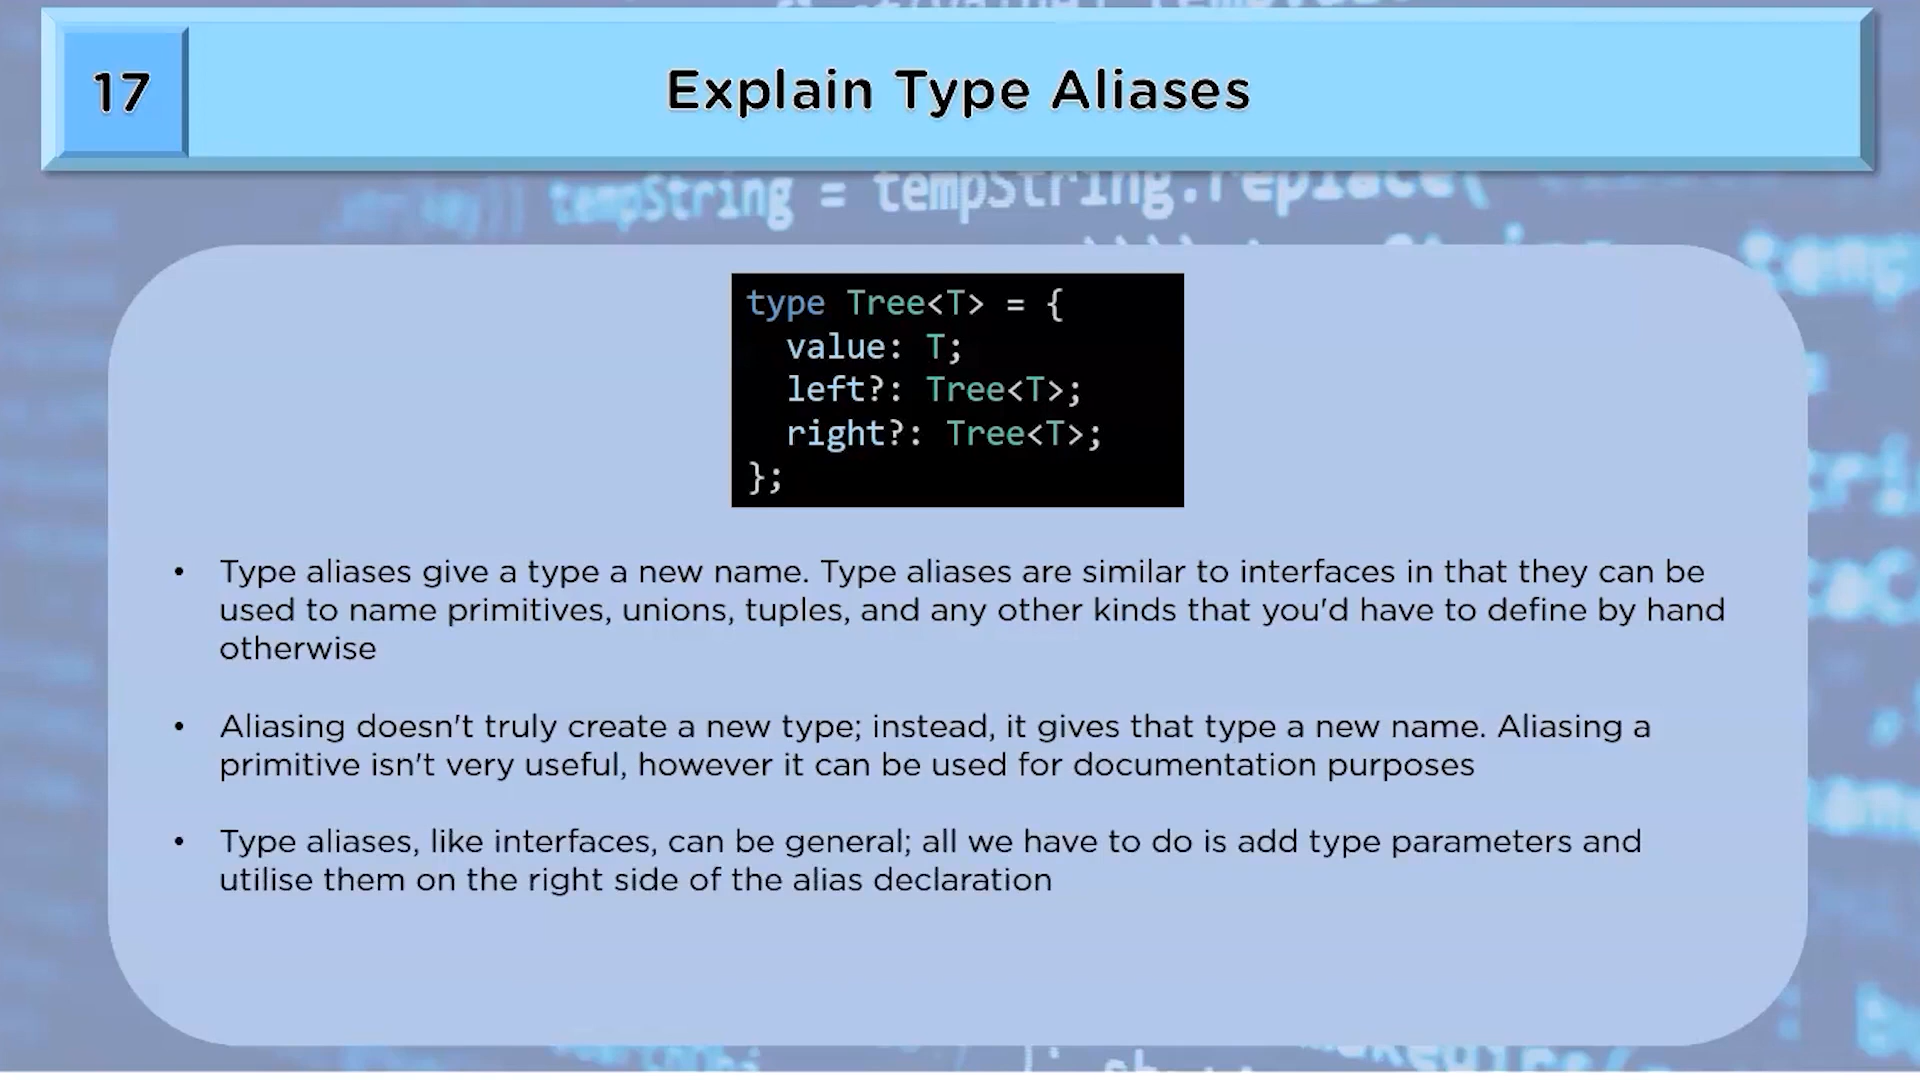 17
Explain Type Aliases
tempString = tempString.replace(
type Tree<T> = {
value: T;
left?: Tree<T>;
right?: Tree<T>;
};
• Type aliases give a type a new name. Type aliases are similar to interfaces in that they can be
used to name primitives, unions, tuples, and any other kinds that you'd have to define by hand
otherwise
• Aliasing doesn't truly create a new type; instead, it gives that type a new name. Aliasing a
primitive isn't very useful, however it can be used for documentation purposes
• Type aliases, like interfaces, can be general; all we have to do is add type parameters and
utilise them on the right side of the alias declaration